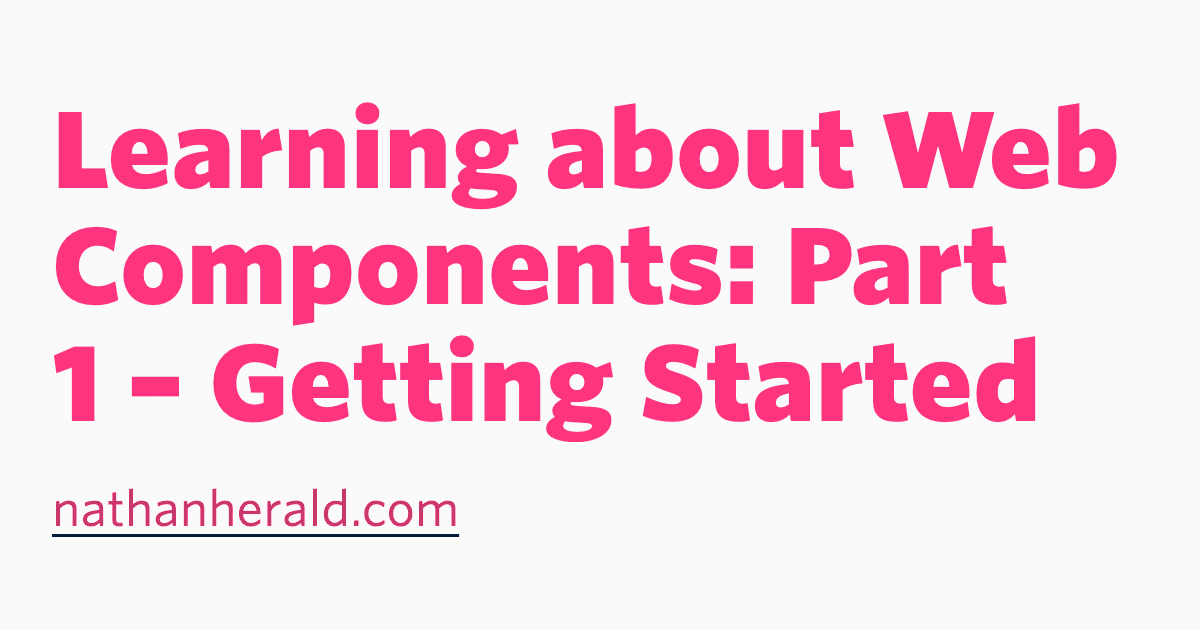 Learning about Web
Components: Part
1 – Getting Started
nathanherald.com